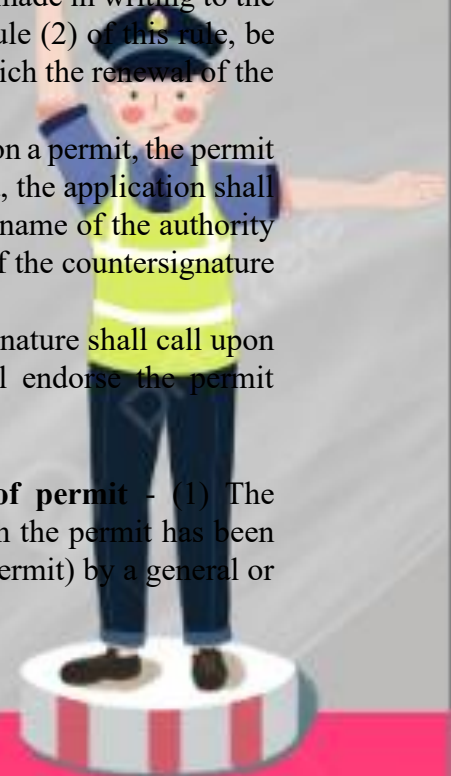 made in writing to the
ule (2) of this rule, be
ich the renewal of the
on a permit, the permit
, the application shall
name of the authority
f the countersignature
nature shall call upon
l endorse the permit
of permit - (1) The
n the permit has been
ermit) by a general or